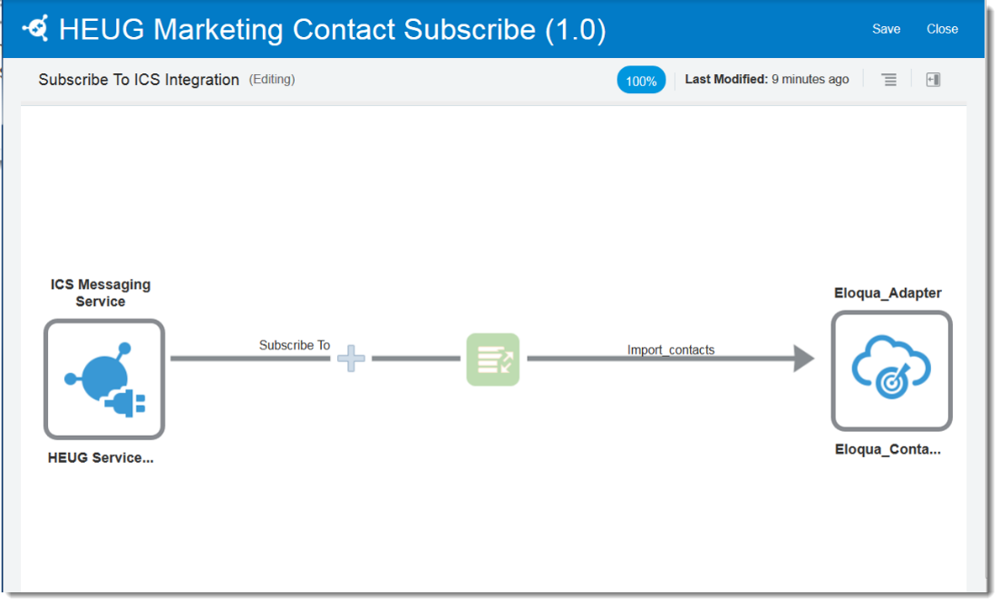 HEUG Marketing Contact Subscribe (1.0)
Save
Close
Subscribe To ICS Integration (Editing)
100%
Last Modified: 9 minutes ago
ICS Messaging
Service
Subscribe To
Import_contacts
Eloqua_Adapter
HEUG Service...
Eloqua_Conta...